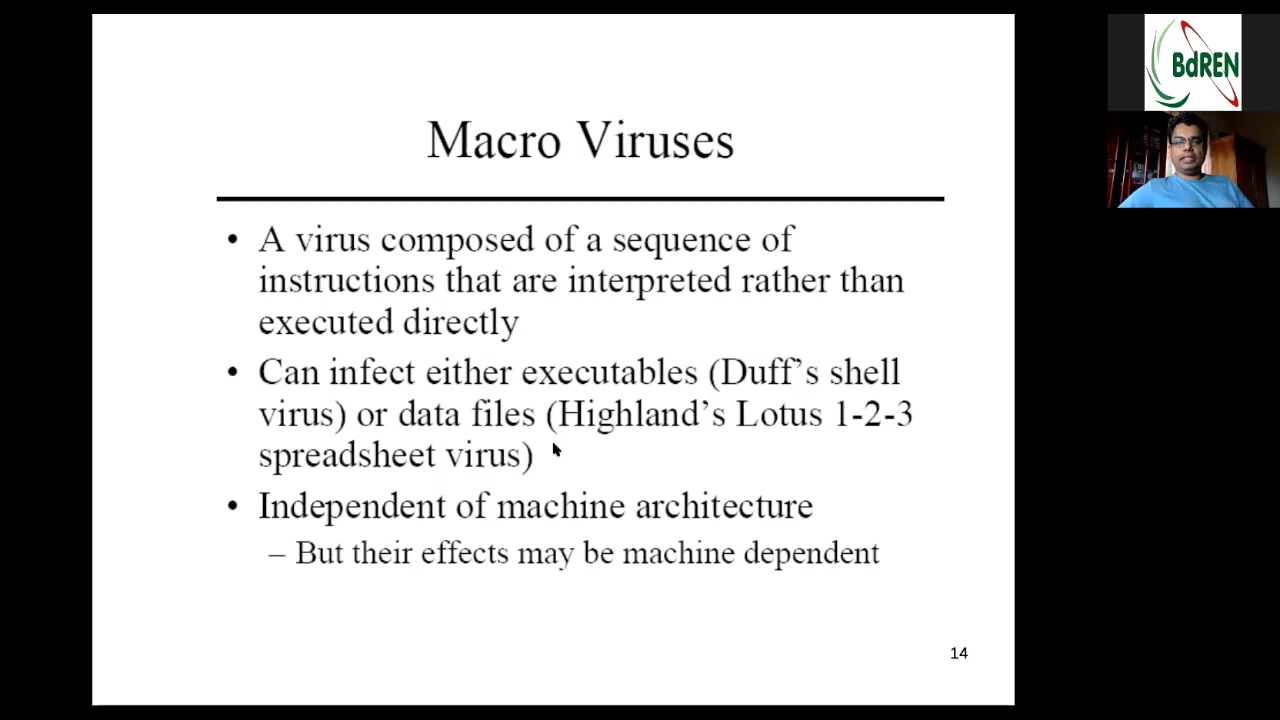 Macro Viruses
• A virus composed of a sequence of
instructions that are interpreted rather than
executed directly
• Can infect either executables (Duff's shell
virus) or data files (Highland's Lotus 1-2-3
spreadsheet virus)
• Independent of machine architecture
– But their effects may be machine dependent
14
BdREN